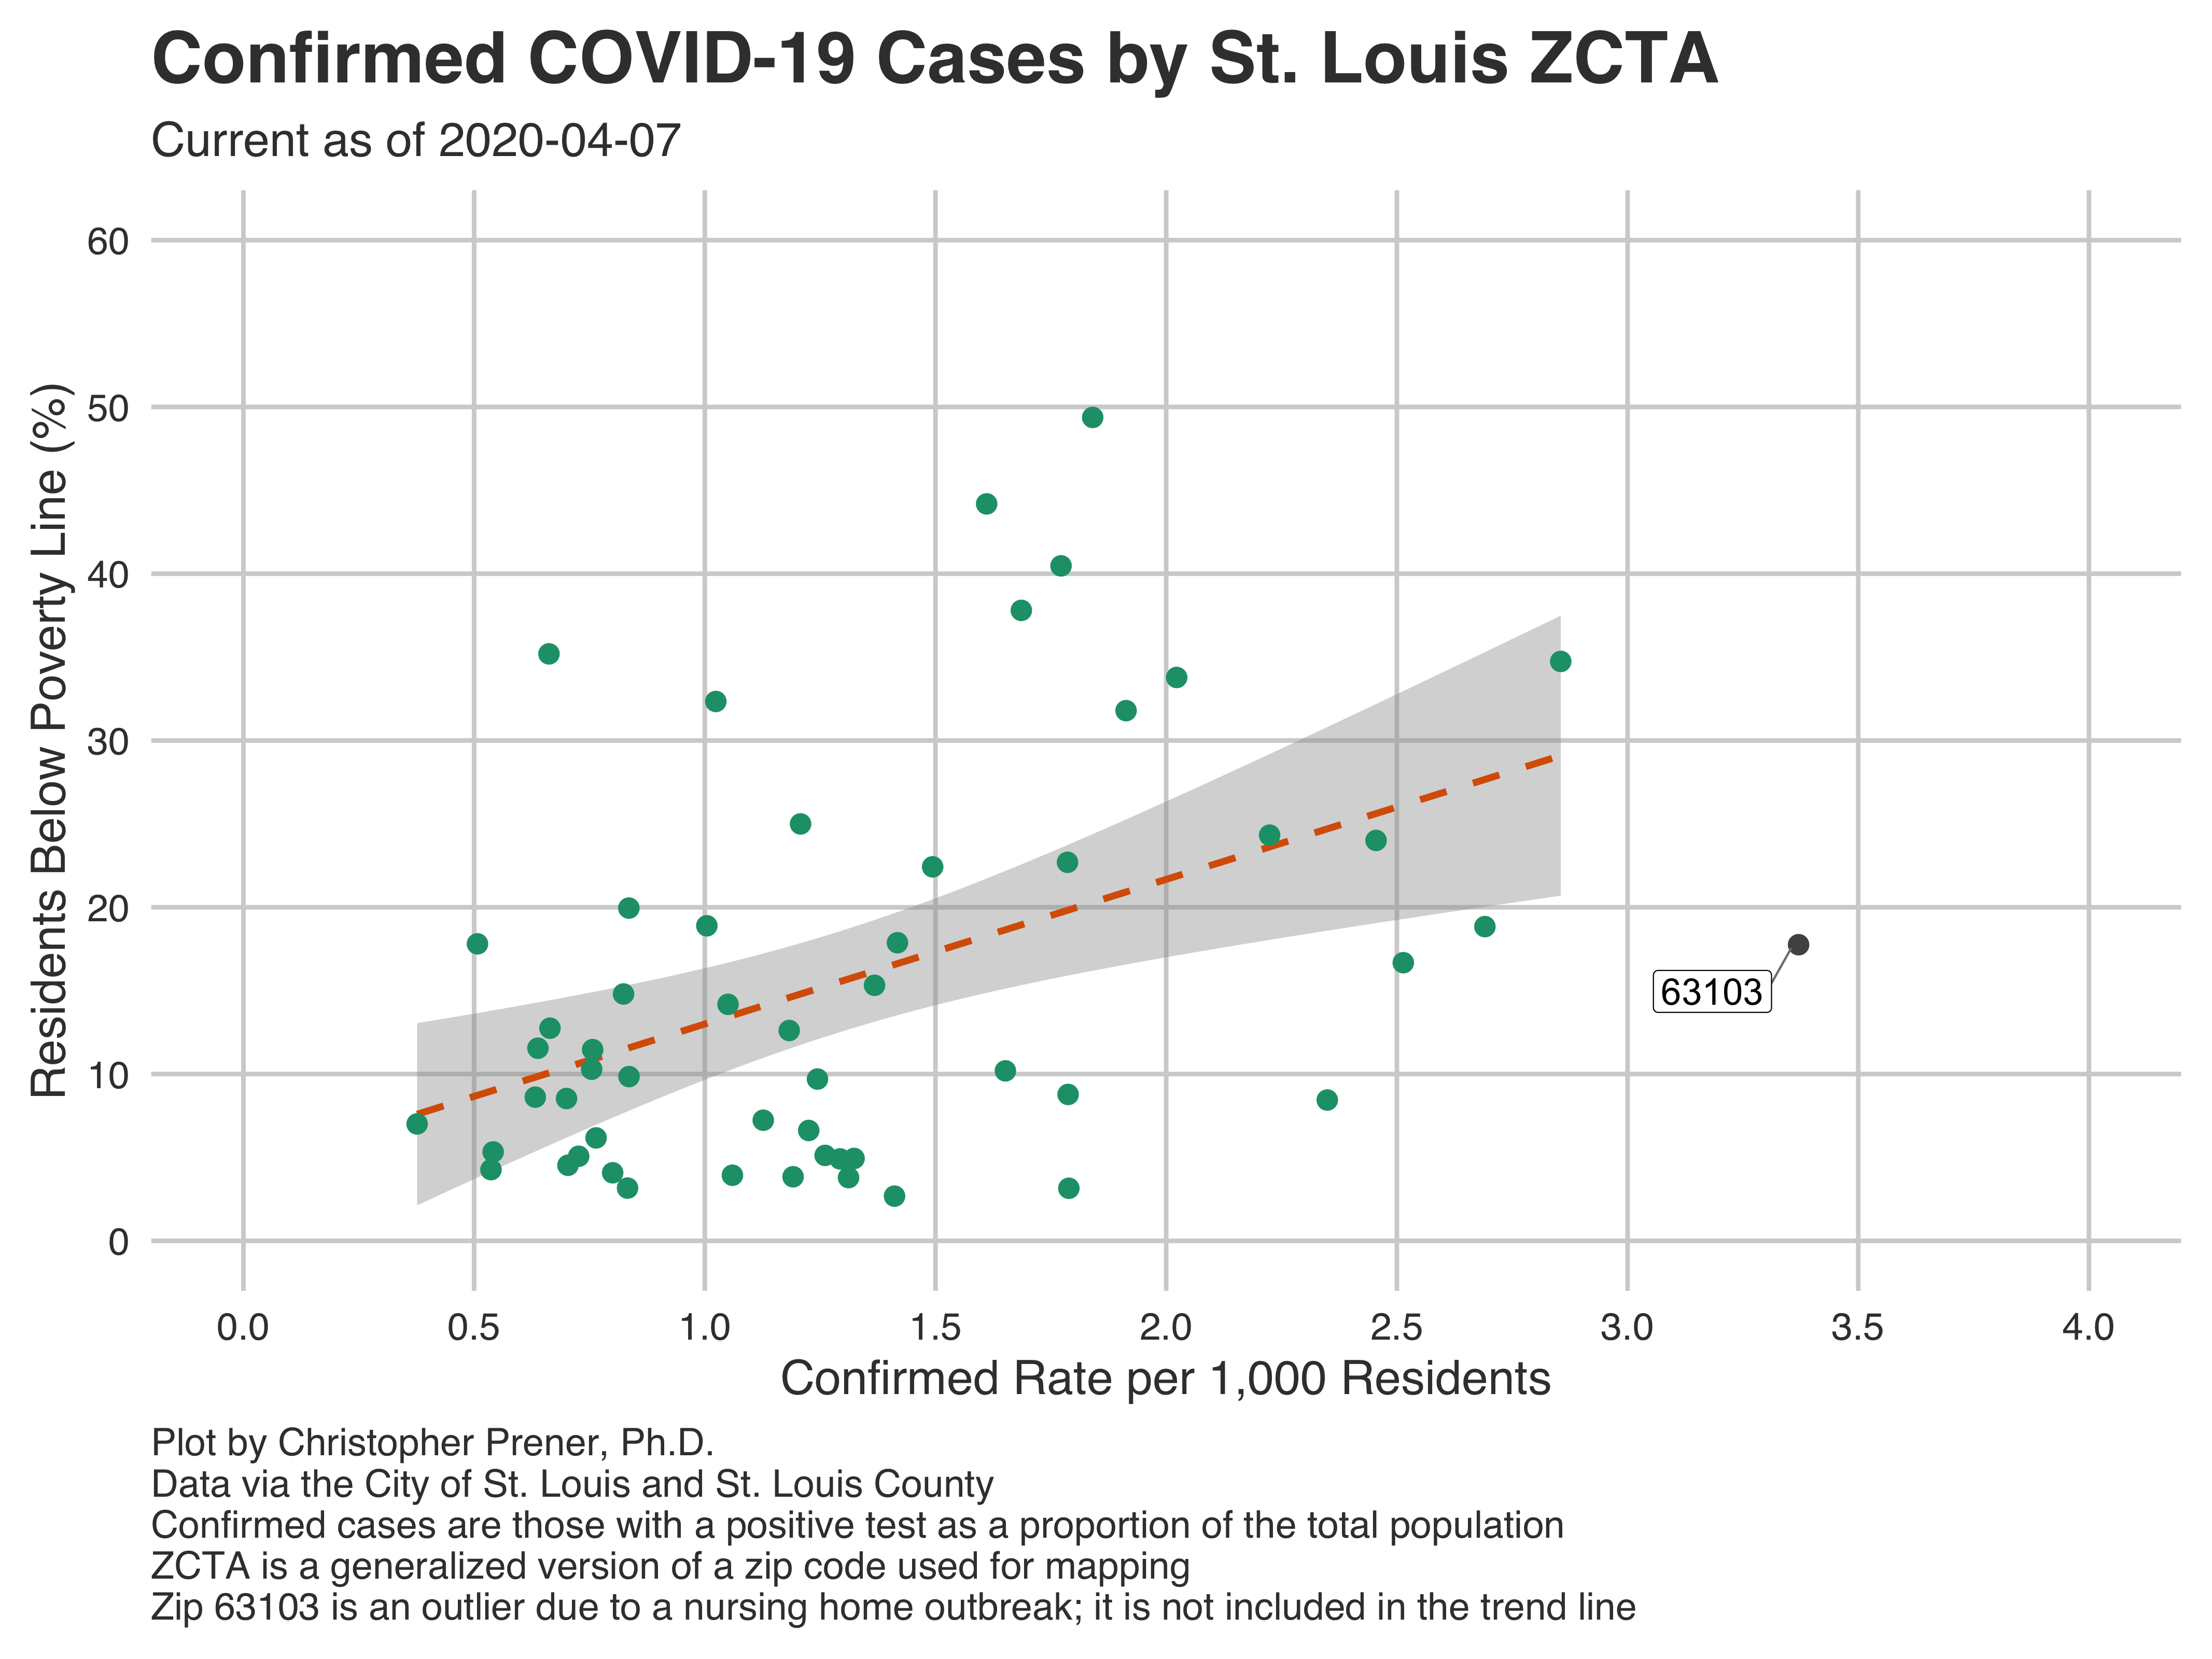 Confirmed COVID-19 Cases by St. Louis ZCTA
Current as of 2020-04-07
Residents Below Poverty Line (%)
60
50
40
30
20
10
0
63103
0.0 0.5 1.0 1.5 2.0 2.5 3.0 3.5 4.0
Confirmed Rate per 1,000 Residents
Plot by Christopher Prener, Ph.D.
Data via the City of St. Louis and St. Louis County
Confirmed cases are those with a positive test as a proportion of the total population
ZCTA is a generalized version of a zip code used for mapping
Zip 63103 is an outlier due to a nursing home outbreak; it is not included in the trend line